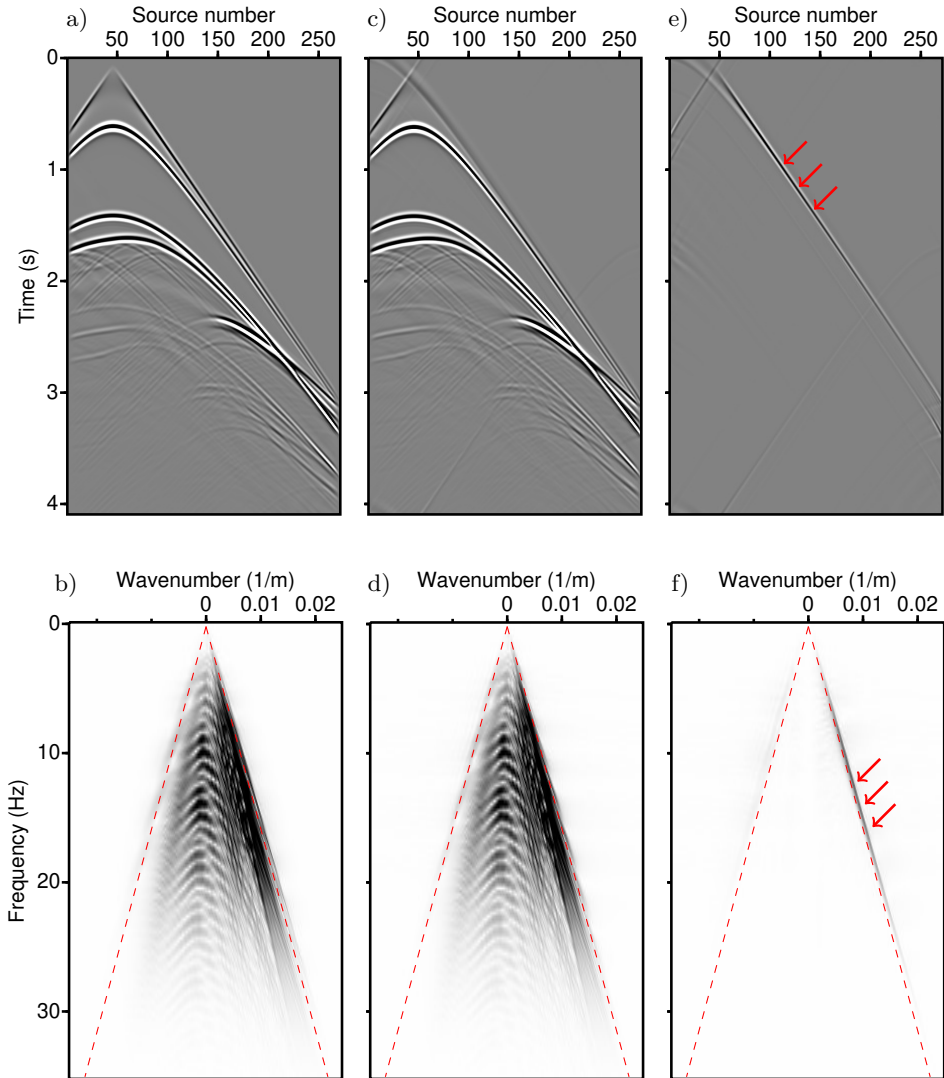 a) Source number
50 100 150 200 250
c) Source number
50 100 150 200 250
e) Source number
50 100 150 200 250
Time (s)
0
1
2
3
4
b) Wavenumber (1/m)
0 0.01 0.02
d) Wavenumber (1/m)
0 0.01 0.02
f) Wavenumber (1/m)
0 0.01 0.02
Frequency (Hz)
0
10
20
30